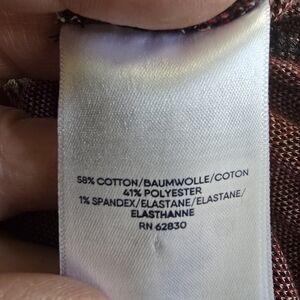 58% COTTON/BAUMWOLLE/COTON
41% POLYESTER
1% SPANDEX/ELASTANE/ELASTANE/
ELASTHANNE
RN 62830